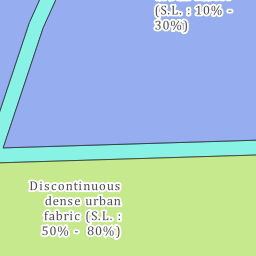 (S.L. : 10% -
30%)
Discontinuous
dense urban
fabric (S.L. :
50% -  80%)